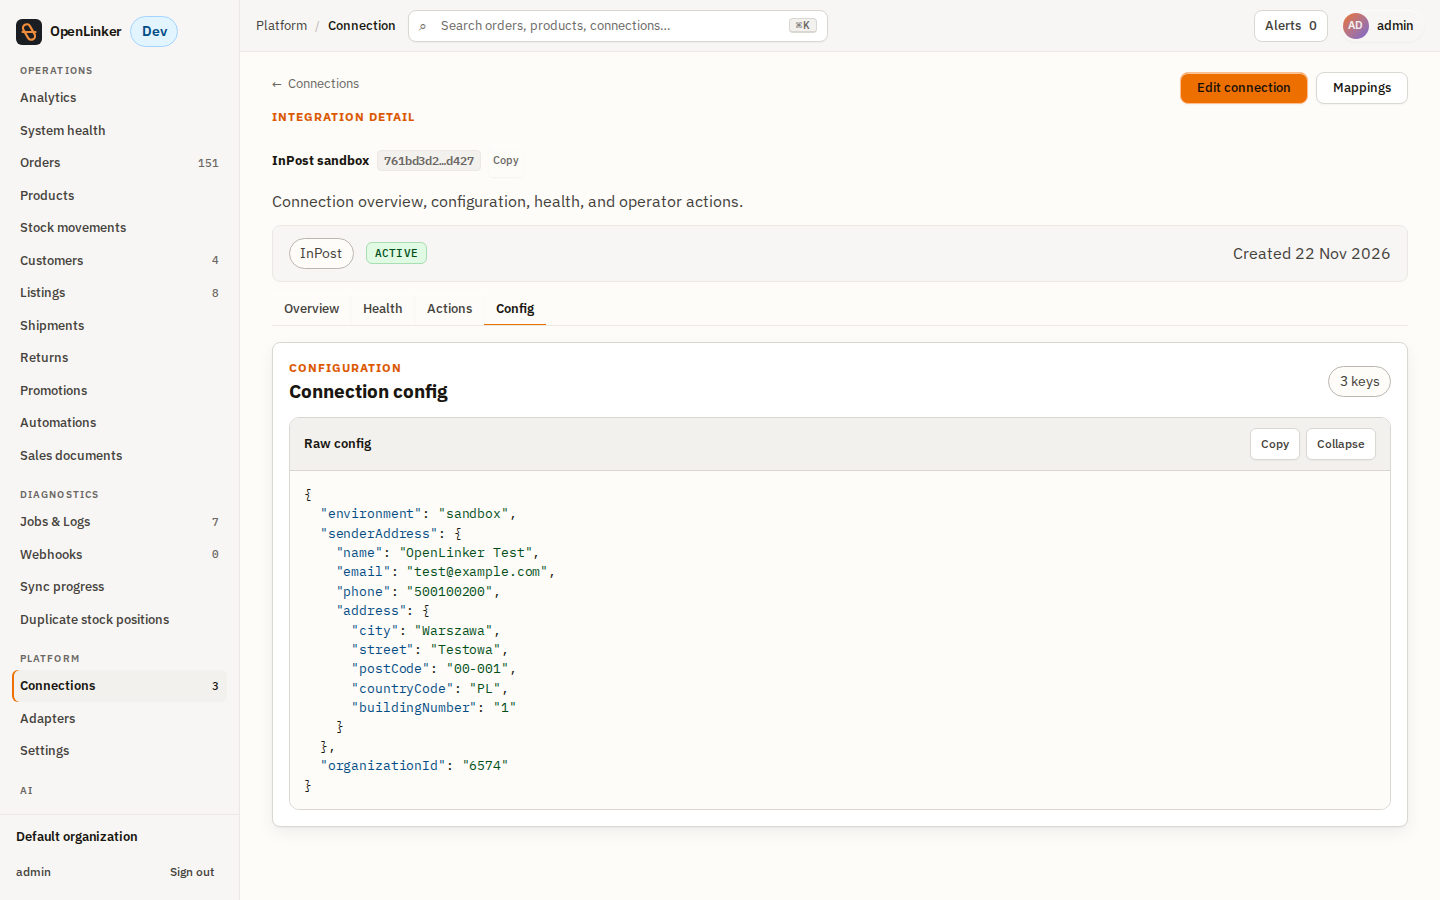 OpenLinker Dev
OPERATIONS
Analytics
System health
Orders 151
Products
Stock movements
Customers 4
Listings 8
Shipments
Returns
Promotions
Automations
Sales documents
DIAGNOSTICS
Jobs & Logs 7
Webhooks 0
Sync progress
Duplicate stock positions
PLATFORM
Connections 3
Adapters
Settings
AI
Default organization
admin Sign out
Platform / Connection
Search orders, products, connections... ⌘K
Alerts 0
AD admin
← Connections
Edit connection Mappings
INTEGRATION DETAIL
InPost sandbox 761bd3d2…d427 Copy
Connection overview, configuration, health, and operator actions.
InPost ACTIVE Created 22 Nov 2026
Overview Health Actions Config
CONFIGURATION
Connection config 3 keys
Raw config Copy Collapse
{
"environment": "sandbox",
"senderAddress": {
"name": "OpenLinker Test",
"email": "test@example.com",
"phone": "500100200",
"address": {
"city": "Warszawa",
"street": "Testowa",
"postCode": "00-001",
"countryCode": "PL",
"buildingNumber": "1"
}
},
"organizationId": "6574"
}